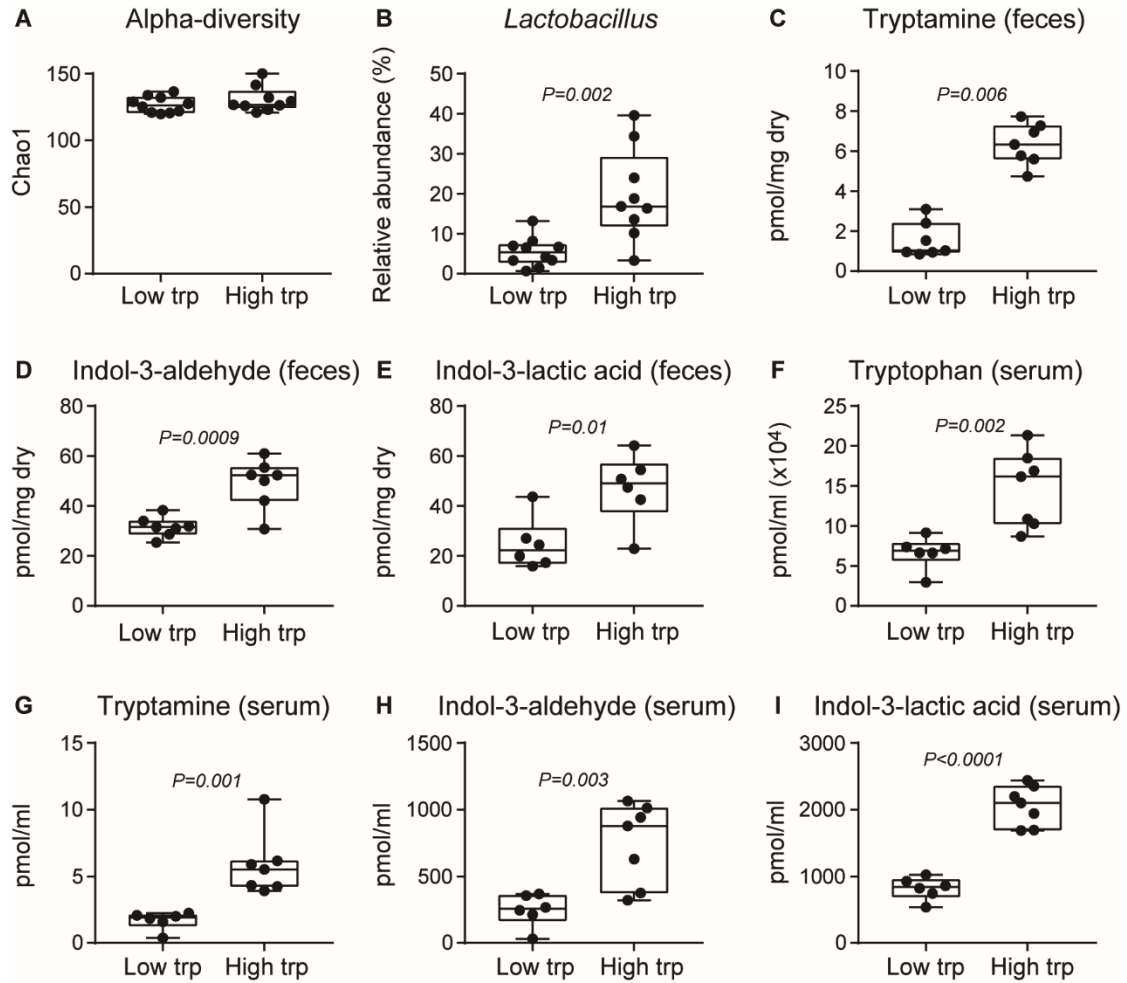 A Alpha-diversity
Chao1
150
100
50
0
Low trp High trp
B Lactobacillus
Relative abundance (%)
50
40
30
20
10
0
P=0.002
Low trp High trp
C Tryptamine (feces)
pmol/mg dry
10
8
6
4
2
0
P=0.006
Low trp High trp
D Indol-3-aldehyde (feces)
pmol/mg dry
80
60
40
20
0
P=0.0009
Low trp High trp
E Indol-3-lactic acid (feces)
pmol/mg dry
80
60
40
20
0
P=0.01
Low trp High trp
F Tryptophan (serum)
pmol/ml (x10⁴)
25
20
15
10
5
0
P=0.002
Low trp High trp
G Tryptamine (serum)
pmol/ml
15
10
5
0
P=0.001
Low trp High trp
H Indol-3-aldehyde (serum)
pmol/ml
1500
1000
500
0
P=0.003
Low trp High trp
I Indol-3-lactic acid (serum)
pmol/ml
3000
2000
1000
0
P<0.0001
Low trp High trp